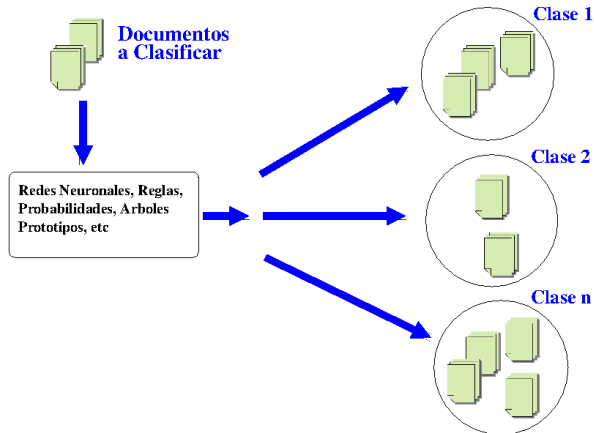 Documentos
a Clasificar
Clase 1
Redes Neuronales, Reglas,
Probabilidades, Arboles
Prototipos, etc
Clase 2
Clase n